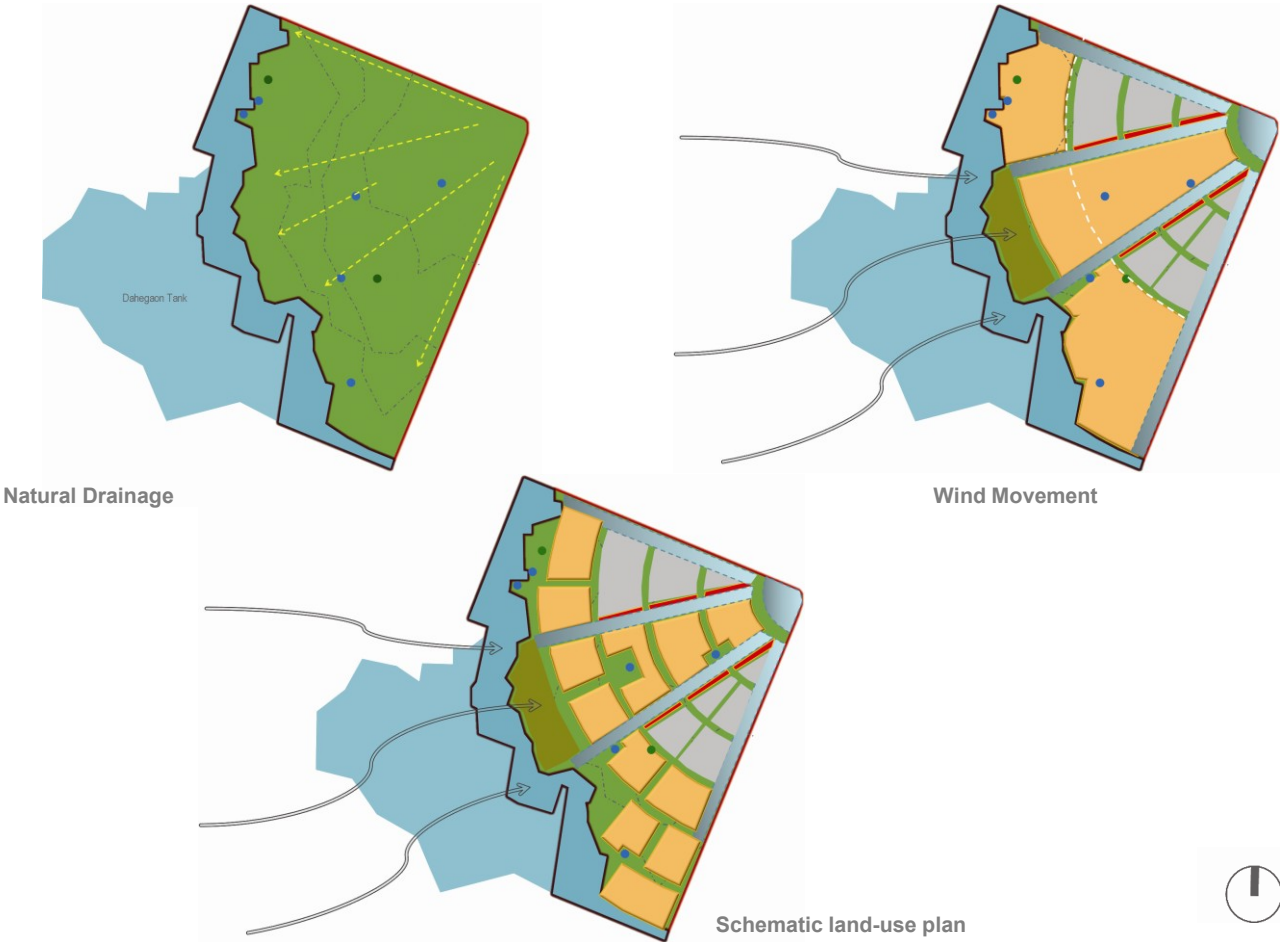 Dahegaon Tank
Natural Drainage
Wind Movement
Schematic land-use plan